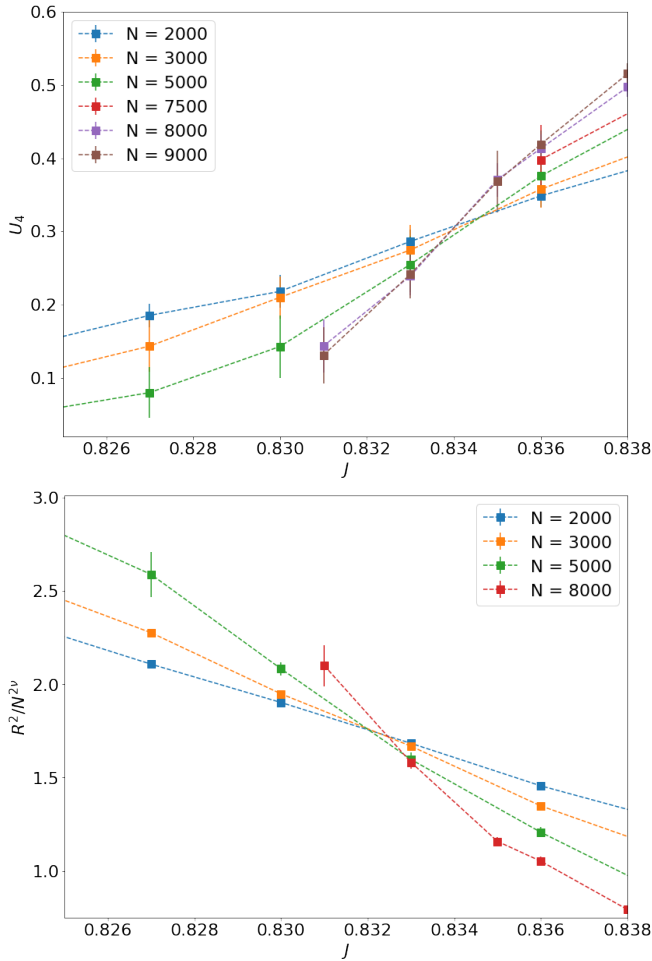 0.6
0.5
0.4
0.3
0.2
0.1
U₄
N = 2000
N = 3000
N = 5000
N = 7500
N = 8000
N = 9000
0.826 0.828 0.830 0.832 0.834 0.836 0.838
J
3.0
2.5
2.0
1.5
1.0
R²/N²ᵛ
N = 2000
N = 3000
N = 5000
N = 8000
0.826 0.828 0.830 0.832 0.834 0.836 0.838
J